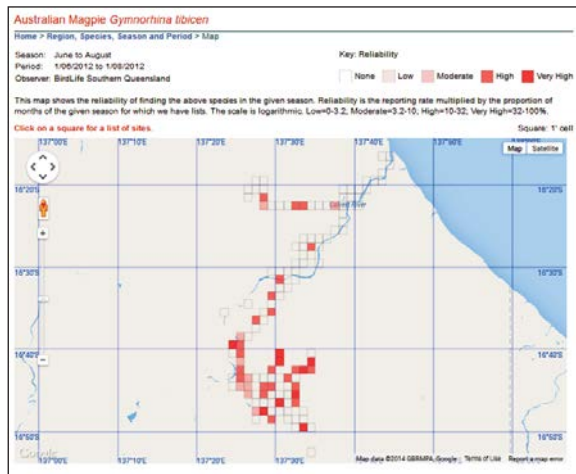 Australian Magpie Gymnorhina tibicen
Home > Region, Species, Season and Period > Map
Season: June to August
Period: 1/06/2012 to 1/08/2012
Observer: BirdLife Southern Queensland
Key: Reliability
None Low Moderate High Very High
This map shows the reliability of finding the above species in the given season. Reliability is the reporting rate multiplied by the proportion of
months of the given season for which we have lists. The scale is logarithmic. Low=0-3.2; Moderate=3.2-10; High=10-32; Very High=32-100%.
Click on a square for a list of sites. Square: 1' cell
137°00'E 137°10'E 137°20'E 137°30'E 137°40'E 137°50'E 138°00'E
Map Satellite
16°20'S 16°20'S
16°30'S 16°30'S
16°40'S 16°40'S
16°50'S 16°50'S
Google
137°00'E 137°10'E 137°20'E 137°30'E
Map data ©2014 GBRMPA, Google Terms of Use Report a map error